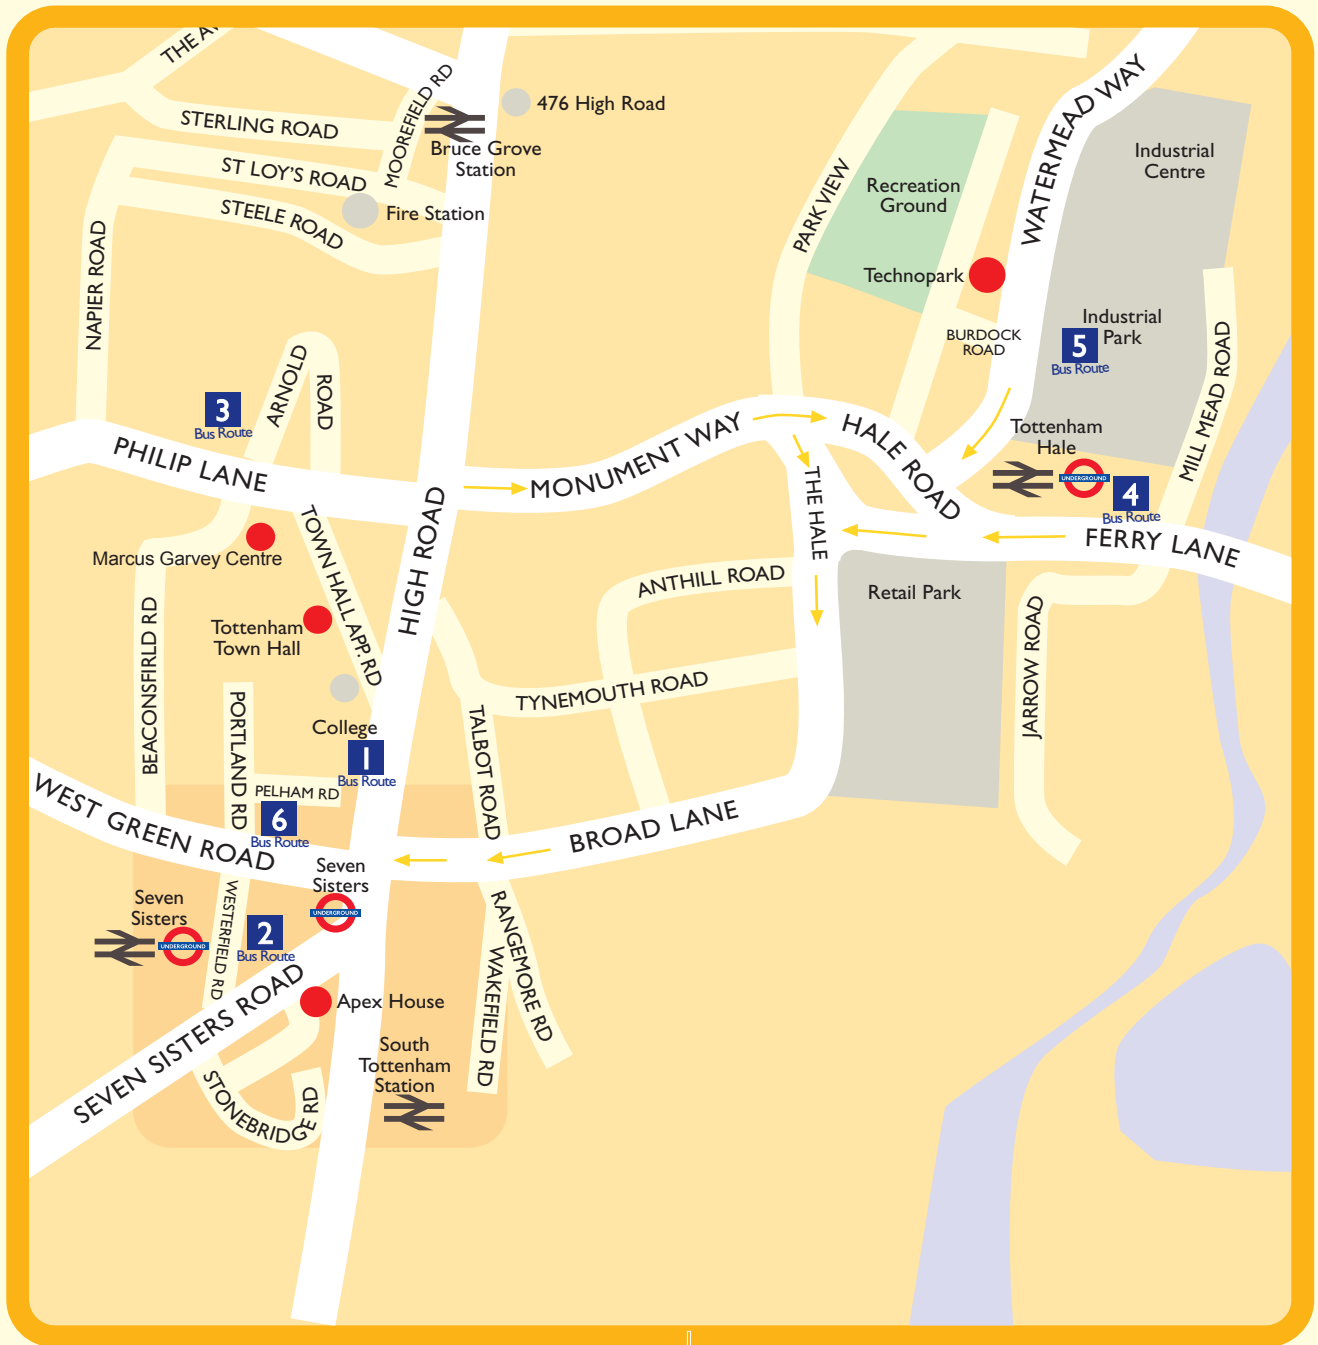 THE AV
STERLING ROAD
MOOREFIELD RD
476 High Road
Bruce Grove
Station
ST LOY'S ROAD
STEELE ROAD
Fire Station
NAPIER ROAD
PARK VIEW
Recreation
Ground
WATERMEAD WAY
Industrial
Centre
Technopark
BURDOCK
ROAD
Industrial
Park
5
Bus Route
MILL MEAD ROAD
ARNOLD
ROAD
3
Bus Route
PHILIP LANE
MONUMENT WAY
HALE ROAD
Tottenham
Hale
UNDERGROUND
4
Bus Route
THE HALE
FERRY LANE
HIGH ROAD
TOWN HALL APP. RD
Marcus Garvey Centre
ANTHILL ROAD
Retail Park
Tottenham
Town Hall
BEACONSFIRLD RD
JARROW ROAD
TYNEMOUTH ROAD
PORTLAND RD
College
1
Bus Route
TALBOT ROAD
PELHAM RD
6
Bus Route
WEST GREEN ROAD
BROAD LANE
Seven
Sisters
UNDERGROUND
Seven
Sisters
UNDERGROUND
WESTERFIELD RD
2
Bus Route
RANGEMORE RD
WAKEFIELD RD
SEVEN SISTERS ROAD
Apex House
South
Tottenham
Station
STONEBRIDGE RD